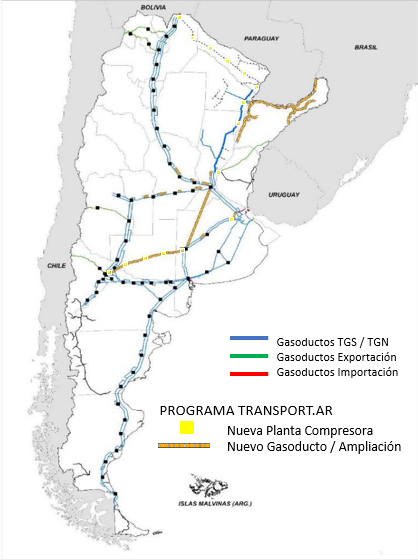 BOLIVIA
PARAGUAY
BRASIL
URUGUAY
CHILE
Gasoductos TGS / TGN
Gasoductos Exportación
Gasoductos Importación
PROGRAMA TRANSPORT.AR
Nueva Planta Compresora
Nuevo Gasoducto / Ampliación
ISLAS MALVINAS (ARG.)